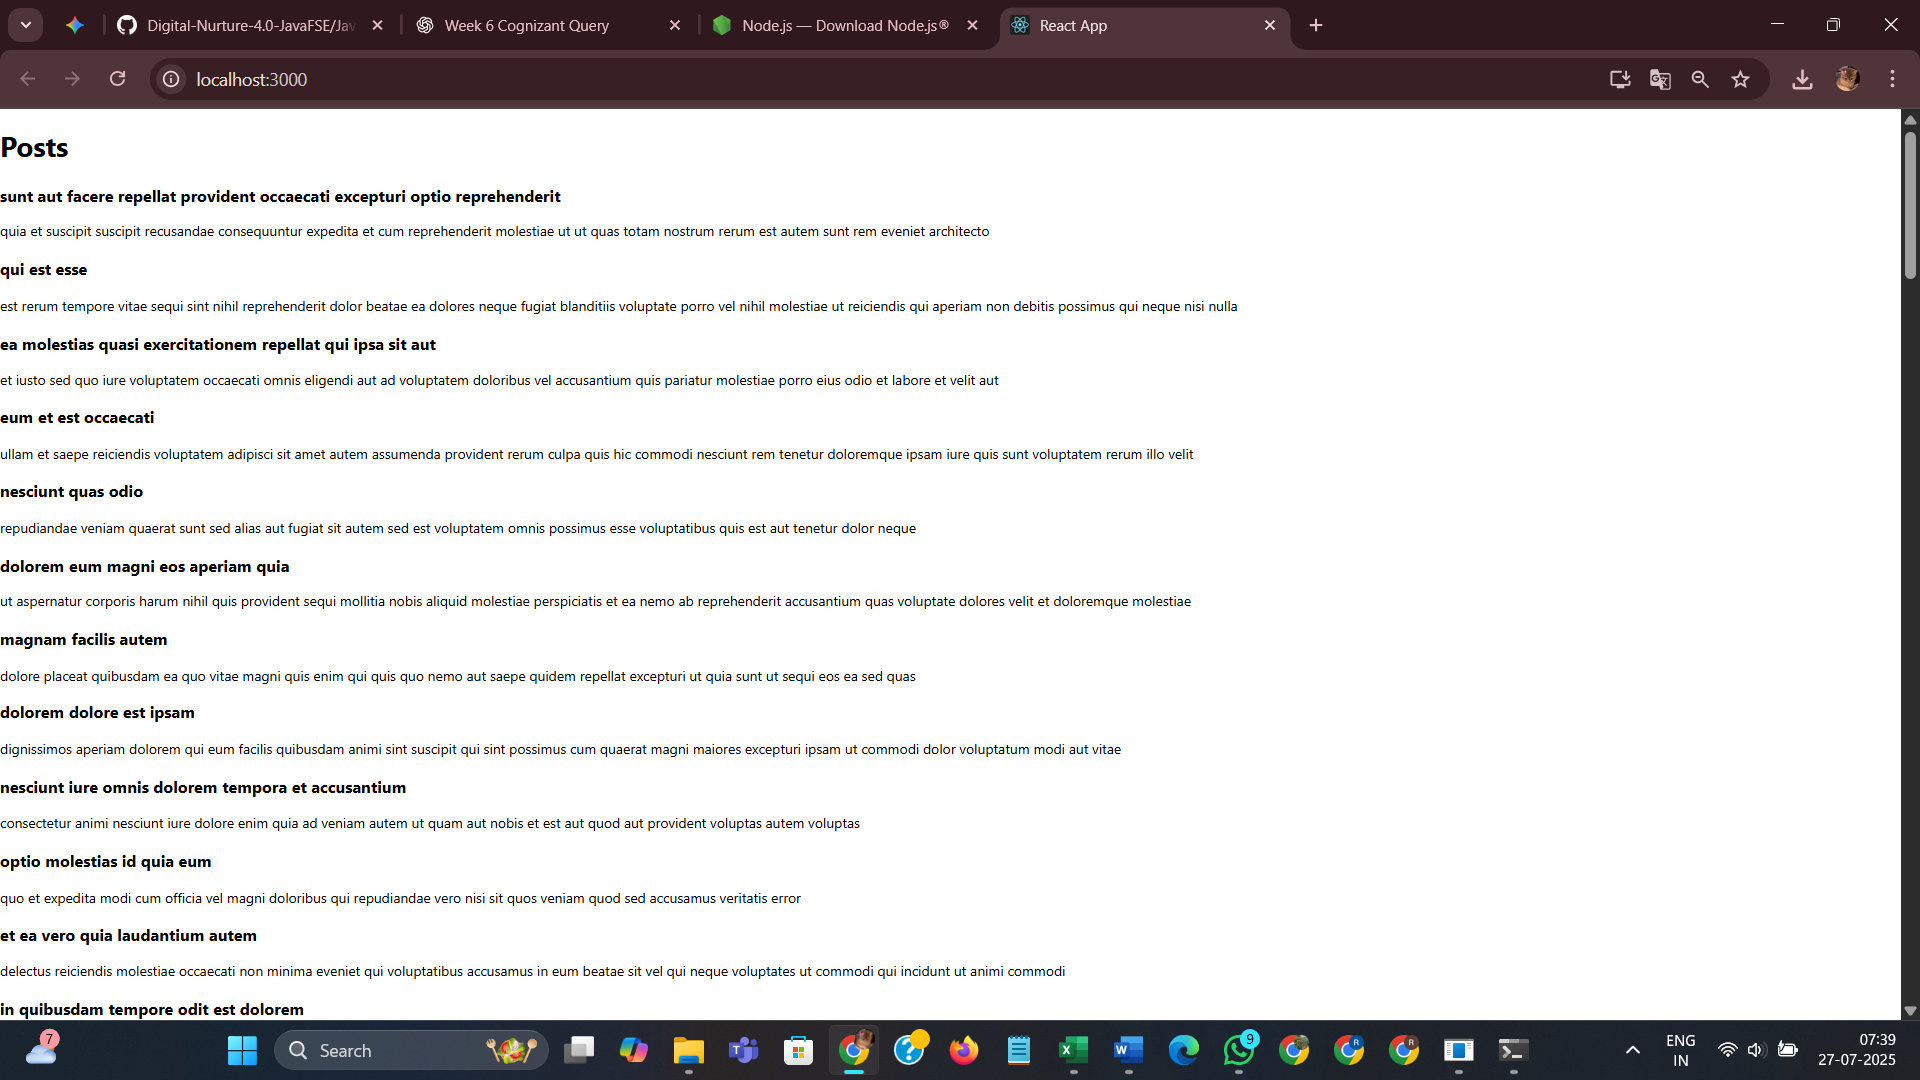 Digital-Nurture-4.0-JavaFSE/Jav
Week 6 Cognizant Query
Node.js — Download Node.js®
React App
localhost:3000
Posts
sunt aut facere repellat provident occaecati excepturi optio reprehenderit
quia et suscipit suscipit recusandae consequuntur expedita et cum reprehenderit molestiae ut ut quas totam nostrum rerum est autem sunt rem eveniet architecto
qui est esse
est rerum tempore vitae sequi sint nihil reprehenderit dolor beatae ea dolores neque fugiat blanditiis voluptate porro vel nihil molestiae ut reiciendis qui aperiam non debitis possimus qui neque nisi nulla
ea molestias quasi exercitationem repellat qui ipsa sit aut
et iusto sed quo iure voluptatem occaecati omnis eligendi aut ad voluptatem doloribus vel accusantium quis pariatur molestiae porro eius odio et labore et velit aut
eum et est occaecati
ullam et saepe reiciendis voluptatem adipisci sit amet autem assumenda provident rerum culpa quis hic commodi nesciunt rem tenetur doloremque ipsam iure quis sunt voluptatem rerum illo velit
nesciunt quas odio
repudiandae veniam quaerat sunt sed alias aut fugiat sit autem sed est voluptatem omnis possimus esse voluptatibus quis est aut tenetur dolor neque
dolorem eum magni eos aperiam quia
ut aspernatur corporis harum nihil quis provident sequi mollitia nobis aliquid molestiae perspiciatis et ea nemo ab reprehenderit accusantium quas voluptate dolores velit et doloremque molestiae
magnam facilis autem
dolore placeat quibusdam ea quo vitae magni quis enim qui quis quo nemo aut saepe quidem repellat excepturi ut quia sunt ut sequi eos ea sed quas
dolorem dolore est ipsam
dignissimos aperiam dolorem qui eum facilis quibusdam animi sint suscipit qui sint possimus cum quaerat magni maiores excepturi ipsam ut commodi dolor voluptatum modi aut vitae
nesciunt iure omnis dolorem tempora et accusantium
consectetur animi nesciunt iure dolore enim quia ad veniam autem ut quam aut nobis et est aut quod aut provident voluptas autem voluptas
optio molestias id quia eum
quo et expedita modi cum officia vel magni doloribus qui repudiandae vero nisi sit quos veniam quod sed accusamus veritatis error
et ea vero quia laudantium autem
delectus reiciendis molestiae occaecati non minima eveniet qui voluptatibus accusamus in eum beatae sit vel qui neque voluptates ut commodi qui incidunt ut animi commodi
in quibusdam tempore odit est dolorem
7
Search
9
ENG
IN
07:39
27-07-2025